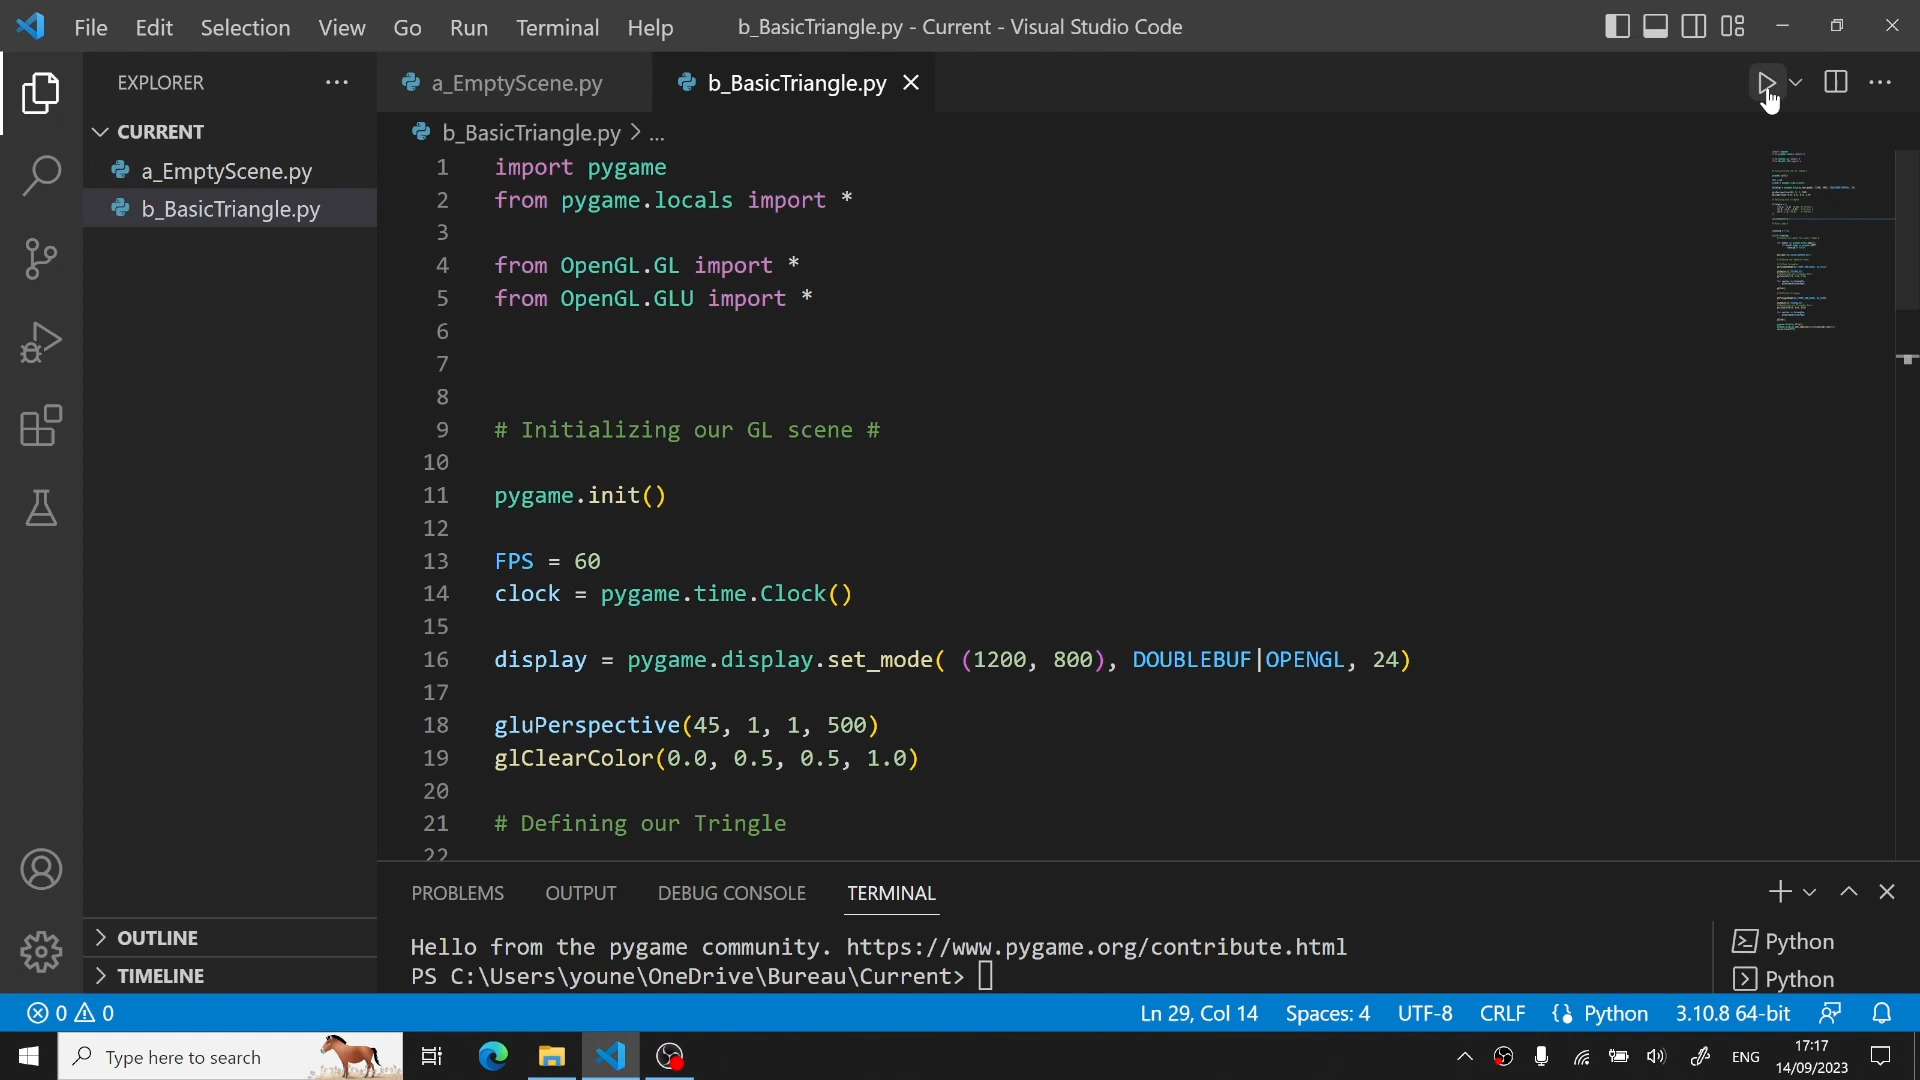 File Edit Selection View Go Run Terminal Help b_BasicTriangle.py - Current - Visual Studio Code
EXPLORER
CURRENT
a_EmptyScene.py
b_BasicTriangle.py
OUTLINE
TIMELINE
a_EmptyScene.py b_BasicTriangle.py
b_BasicTriangle.py > ...
1 import pygame
2 from pygame.locals import *
3
4 from OpenGL.GL import *
5 from OpenGL.GLU import *
6
7
8
9 # Initializing our GL scene #
10
11 pygame.init()
12
13 FPS = 60
14 clock = pygame.time.Clock()
15
16 display = pygame.display.set_mode( (1200, 800), DOUBLEBUF|OPENGL, 24)
17
18 gluPerspective(45, 1, 1, 500)
19 glClearColor(0.0, 0.5, 0.5, 1.0)
20
21 # Defining our Tringle
22
PROBLEMS OUTPUT DEBUG CONSOLE TERMINAL
Hello from the pygame community. https://www.pygame.org/contribute.html
PS C:\Users\youne\OneDrive\Bureau\Current>
Python
Python
0 0 Ln 29, Col 14 Spaces: 4 UTF-8 CRLF Python 3.10.8 64-bit
Type here to search
ENG
17:17
14/09/2023